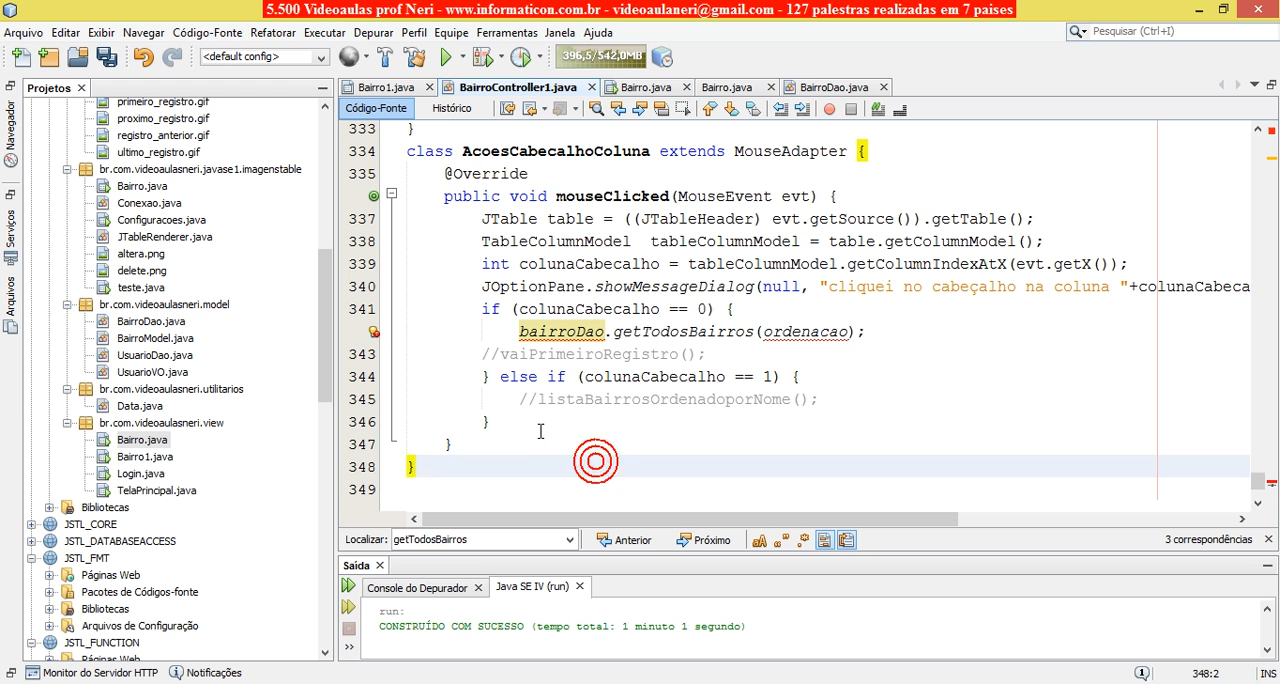 5.500 Videoaulas prof Neri - www.informaticon.com.br - videoaulaneri@gmail.com - 127 palestras realizadas em 7 paises
Arquivo Editar Exibir Navegar Código-Fonte Refatorar Executar Depurar Perfil Equipe Ferramentas Janela Ajuda
Pesquisar (Ctrl+I)
<default config>
396,5/542,0MB
Projetos
Bairro1.java BairroController1.java Bairro.java Bairro.java BairroDao.java
Código-Fonte Histórico
Navegador
Serviços
Arquivos
primeiro_registro.gif
proximo_registro.gif
registro_anterior.gif
ultimo_registro.gif
br.com.videoaulasneri.javase1.imagenstable
Bairro.java
Conexao.java
Configuracoes.java
JTableRenderer.java
altera.png
delete.png
teste.java
br.com.videoaulasneri.model
BairroDao.java
BairroModel.java
UsuarioDao.java
UsuarioVO.java
br.com.videoaulasneri.utilitarios
Data.java
br.com.videoaulasneri.view
Bairro.java
Bairro1.java
Login.java
TelaPrincipal.java
Bibliotecas
JSTL_CORE
JSTL_DATABASEACCESS
JSTL_FMT
Páginas Web
Pacotes de Códigos-fonte
Bibliotecas
Arquivos de Configuração
JSTL_FUNCTION
Páginas Web
333 }
334 class AcoesCabecalhoColuna extends MouseAdapter {
335 @Override
public void mouseClicked(MouseEvent evt) {
337 JTable table = ((JTableHeader) evt.getSource()).getTable();
338 TableColumnModel tableColumnModel = table.getColumnModel();
339 int colunaCabecalho = tableColumnModel.getColumnIndexAtX(evt.getX());
340 JOptionPane.showMessageDialog(null, "cliquei no cabeçalho na coluna "+colunaCabeca
341 if (colunaCabecalho == 0) {
bairroDao.getTodosBairros(ordenacao);
343 //vaiPrimeiroRegistro();
344 } else if (colunaCabecalho == 1) {
345 //listaBairrosOrdenadoporNome();
346 }
347 }
348 }
349
Localizar: getTodosBairros Anterior Próximo 3 correspondências
Saída
Console do Depurador Java SE IV (run)
run:
CONSTRUÍDO COM SUCESSO (tempo total: 1 minuto 1 segundo)
Monitor do Servidor HTTP Notificações 1 348:2 INS